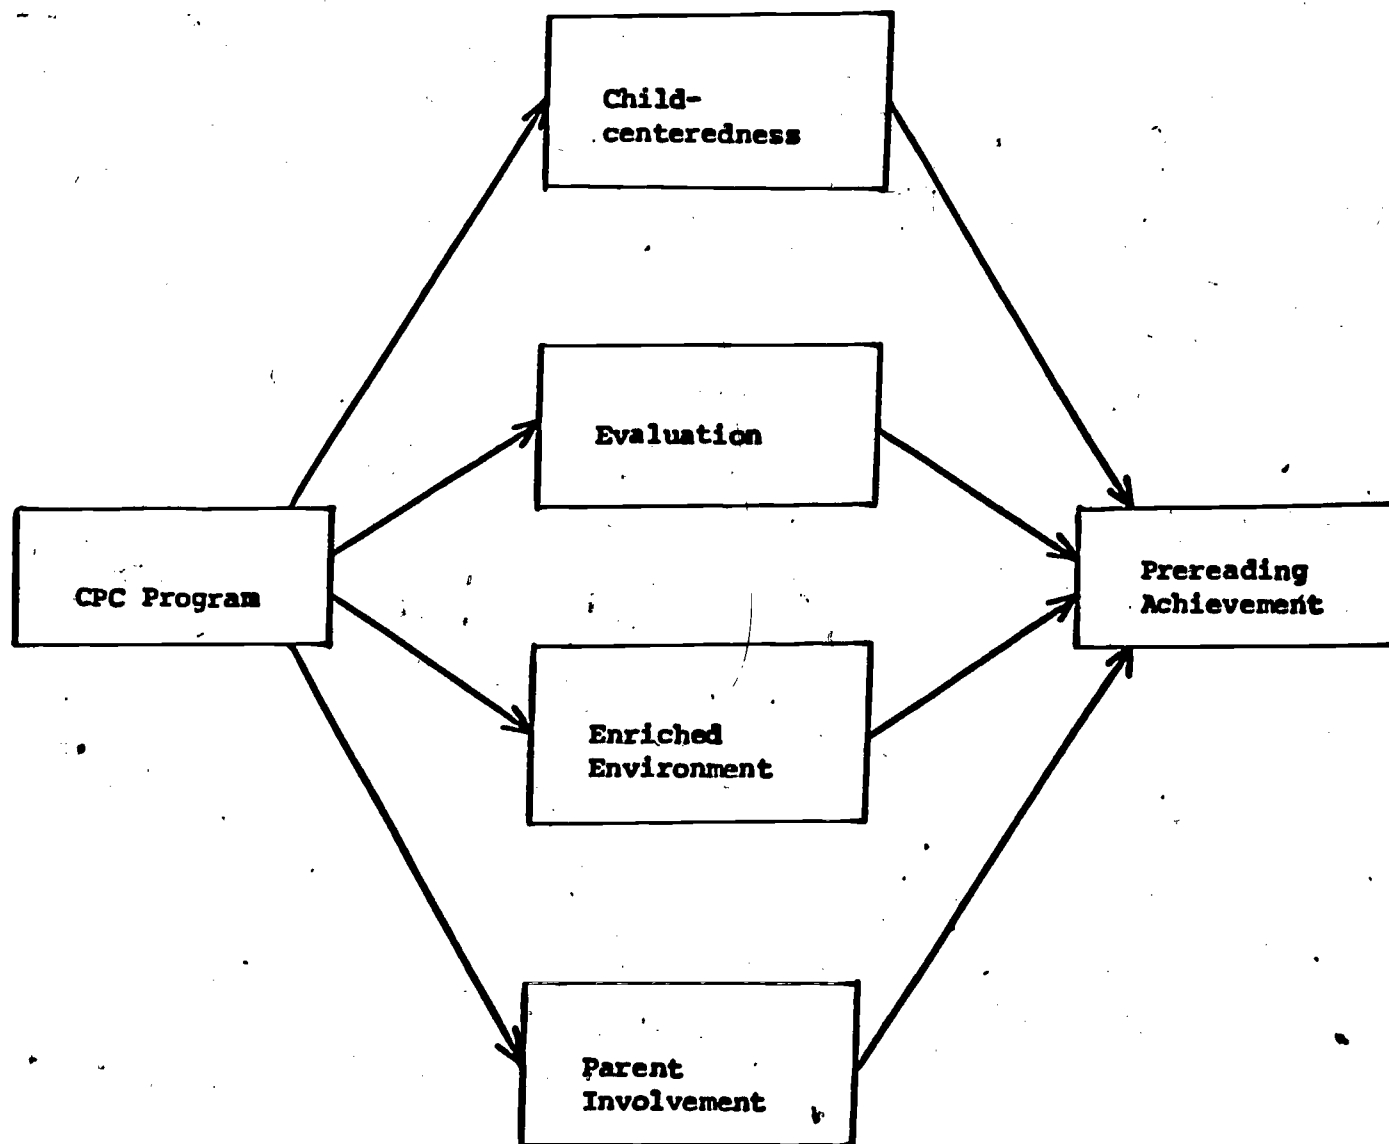 Child-
centeredness
Evaluation
CPC Program
Prereading
Achievement
Enriched
Environment
Parent
Involvement